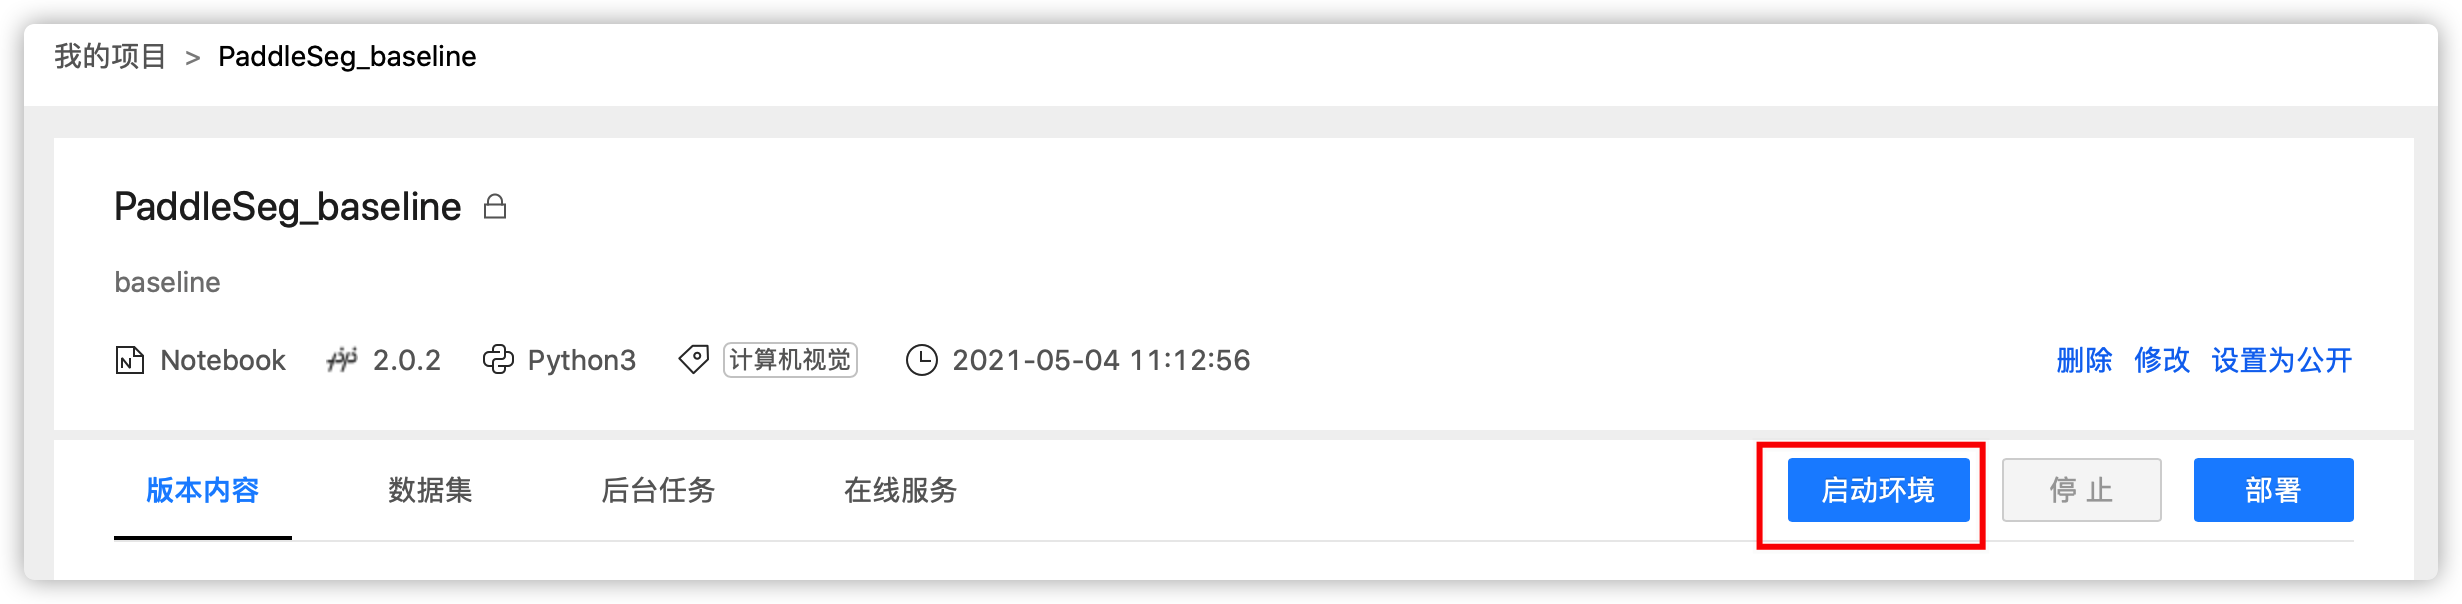 我的项目 > PaddleSeg_baseline
PaddleSeg_baseline
baseline
Notebook 2.0.2 Python3 计算机视觉 2021-05-04 11:12:56 删除 修改 设置为公开
版本内容 数据集 后台任务 在线服务 启动环境 停 止 部署